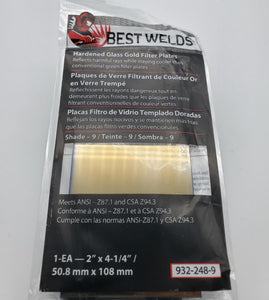 BEST WELDS
Hardened Glass Gold Filter Plates
Reflects harmful rays while staying cooler than
conventional green filter plates
Plaques de Verre Filtrant de Couleur Or
en Verre Trempé
Réfléchissent les rayons dangereux tout en
demeurant plus froides que les plaques de verre
filtrant conventionnelles de couleur verte.
Placas Filtro de Vidrio Templado Doradas
Reflejan los rayos nocivos y se mantienen más frías
que las placas filtro verdes convencionales.
Shade - 9 / Teinte - 9 / Sombra - 9
Meets ANSI – Z87.1 and CSA Z94.3
Conforme à ANSI – Z87.1 et à CSA Z94.3
Cumple con las normas ANSI-Z87.1 y CSA Z94.3
1-EA — 2" x 4-1/4" /
50.8 mm x 108 mm
932-248-9